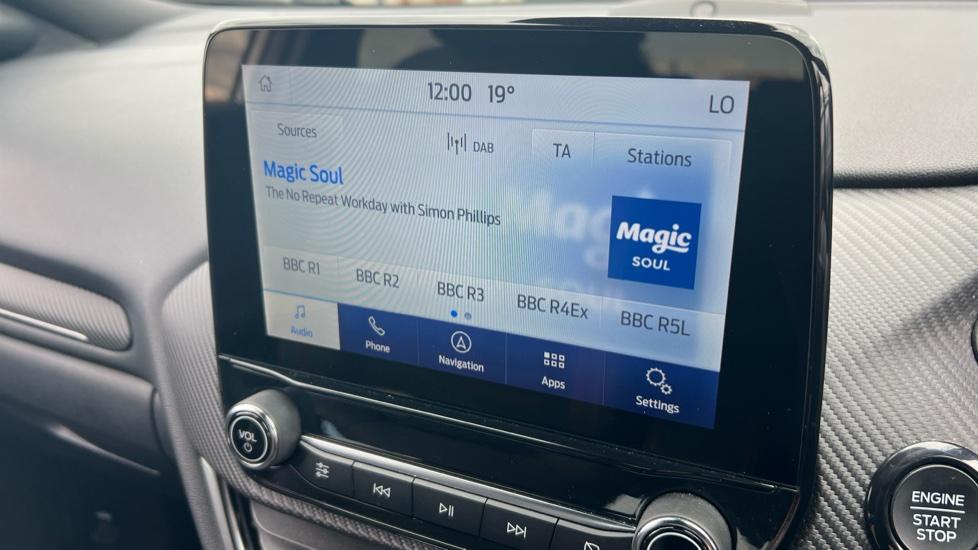 12:00 19° LO
Sources
DAB
TA
Stations
Magic Soul
The No Repeat Workday with Simon Phillips
Magic
SOUL
BBC R1
BBC R2
BBC R3
BBC R4Ex
BBC R5L
Audio
Phone
Navigation
Apps
Settings
VOL
ENGINE
START
STOP